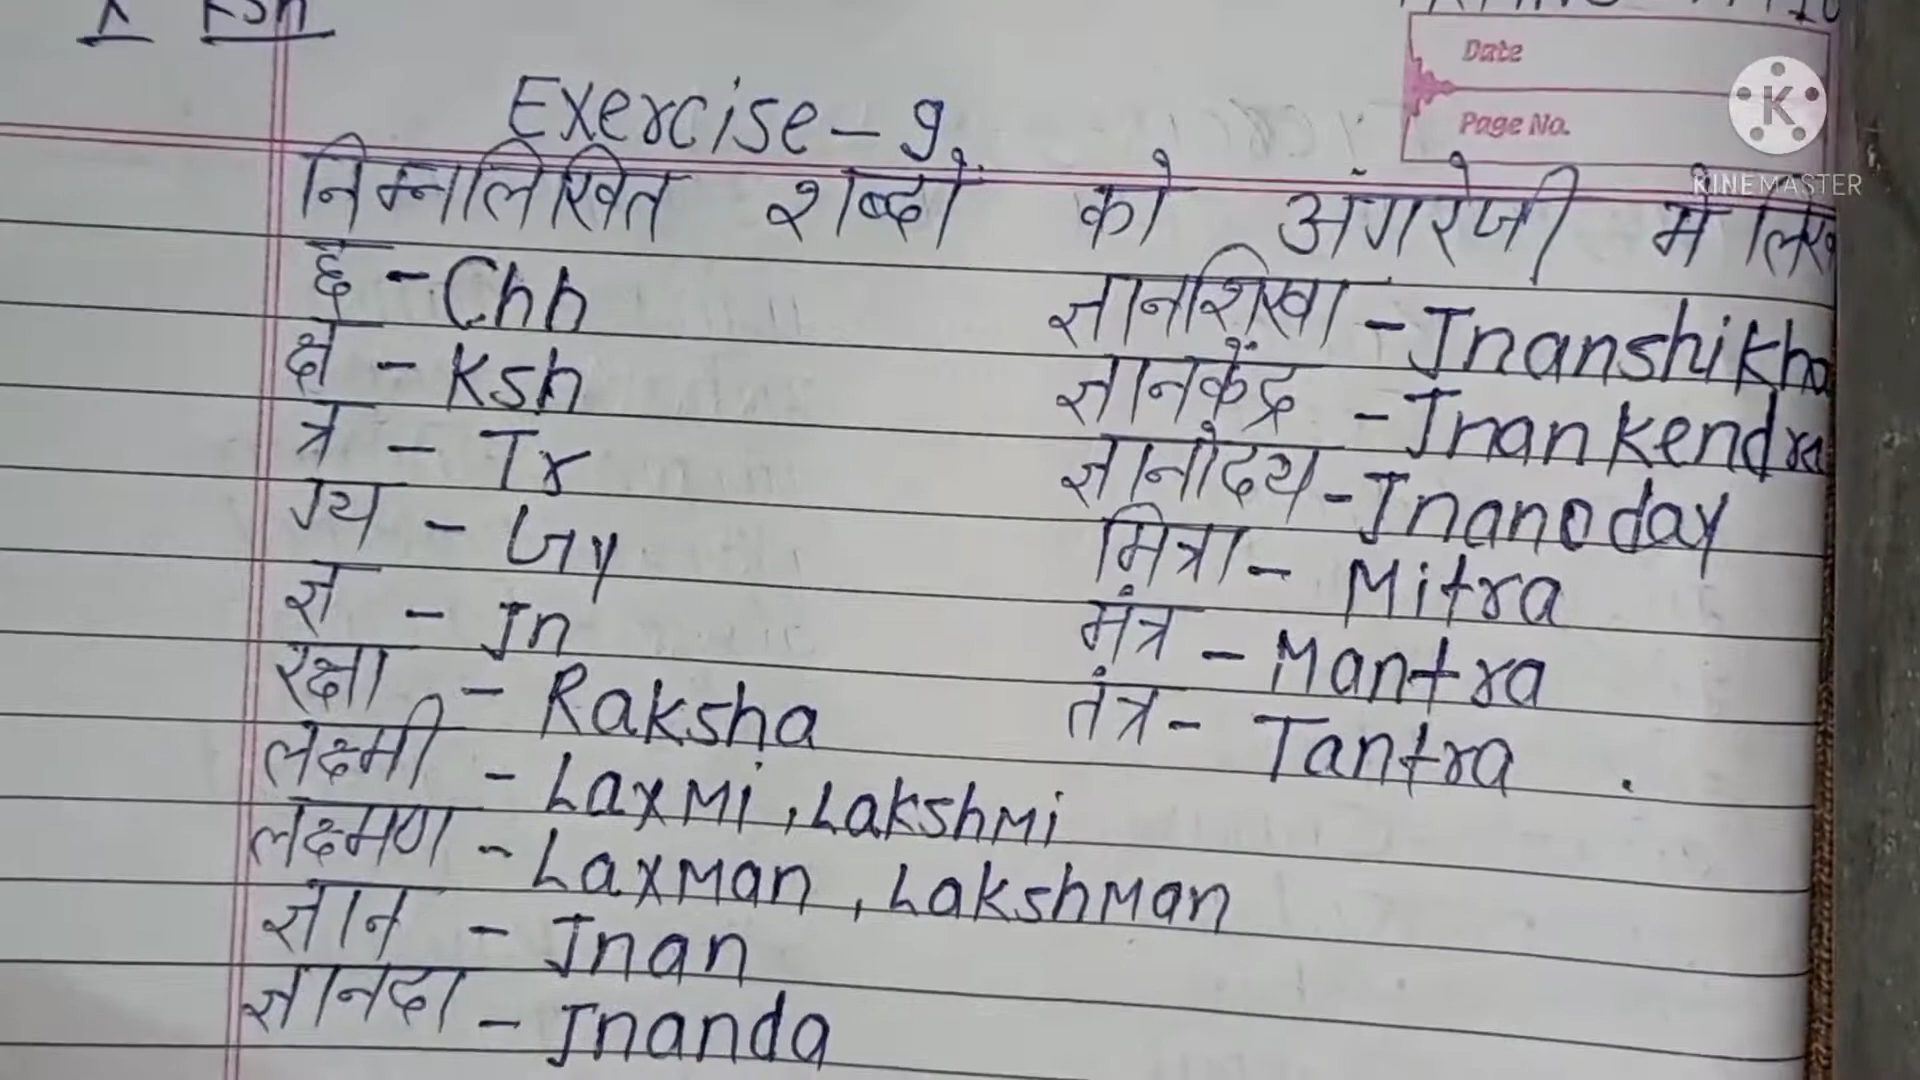 X Ksh
Date
Page No.
K
KINEMASTER
Exercise - 9.
निम्नलिखित शब्दों को अंगरेजी में
छ - Chh
क्ष - Ksh
त्र - Tr
ग्य - Gy
ज्ञ - Jn
रक्षा - Raksha
लक्ष्मी - Laxmi, Lakshmi
लक्ष्मण - Laxman, Lakshman
ज्ञान - Jnan
ज्ञानदा - Jnanda
ज्ञानशिखा - Jnanshikha
ज्ञानकेंद्र - Jnankendra
ज्ञानोदय - Jnanoday
मित्रा - Mitra
मंत्र - Mantra
तंत्र - Tantra .